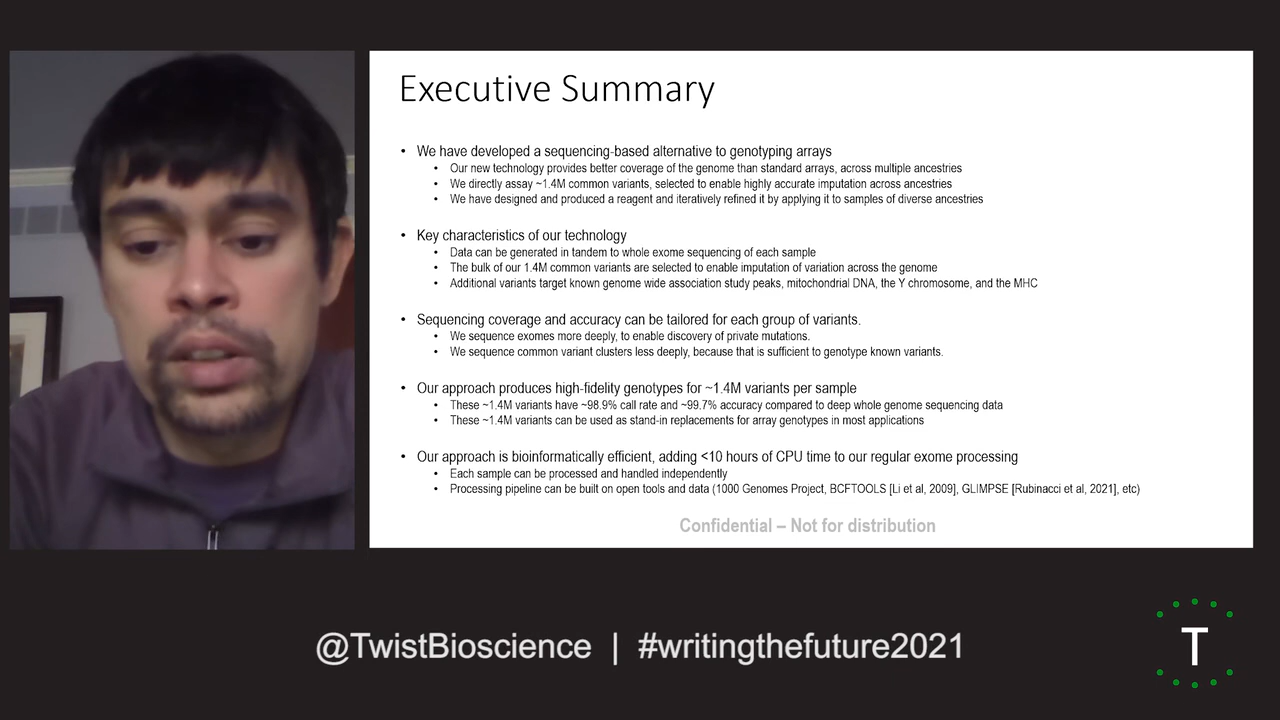 Executive Summary
• We have developed a sequencing-based alternative to genotyping arrays
• Our new technology provides better coverage of the genome than standard arrays, across multiple ancestries
• We directly assay ~1.4M common variants, selected to enable highly accurate imputation across ancestries
• We have designed and produced a reagent and iteratively refined it by applying it to samples of diverse ancestries
• Key characteristics of our technology
• Data can be generated in tandem to whole exome sequencing of each sample
• The bulk of our 1.4M common variants are selected to enable imputation of variation across the genome
• Additional variants target known genome wide association study peaks, mitochondrial DNA, the Y chromosome, and the MHC
• Sequencing coverage and accuracy can be tailored for each group of variants.
• We sequence exomes more deeply, to enable discovery of private mutations.
• We sequence common variant clusters less deeply, because that is sufficient to genotype known variants.
• Our approach produces high-fidelity genotypes for ~1.4M variants per sample
• These ~1.4M variants have ~98.9% call rate and ~99.7% accuracy compared to deep whole genome sequencing data
• These ~1.4M variants can be used as stand-in replacements for array genotypes in most applications
• Our approach is bioinformatically efficient, adding <10 hours of CPU time to our regular exome processing
• Each sample can be processed and handled independently
• Processing pipeline can be built on open tools and data (1000 Genomes Project, BCFTOOLS [Li et al, 2009], GLIMPSE [Rubinacci et al, 2021], etc)
Confidential – Not for distribution
@TwistBioscience | #writingthefuture2021
T